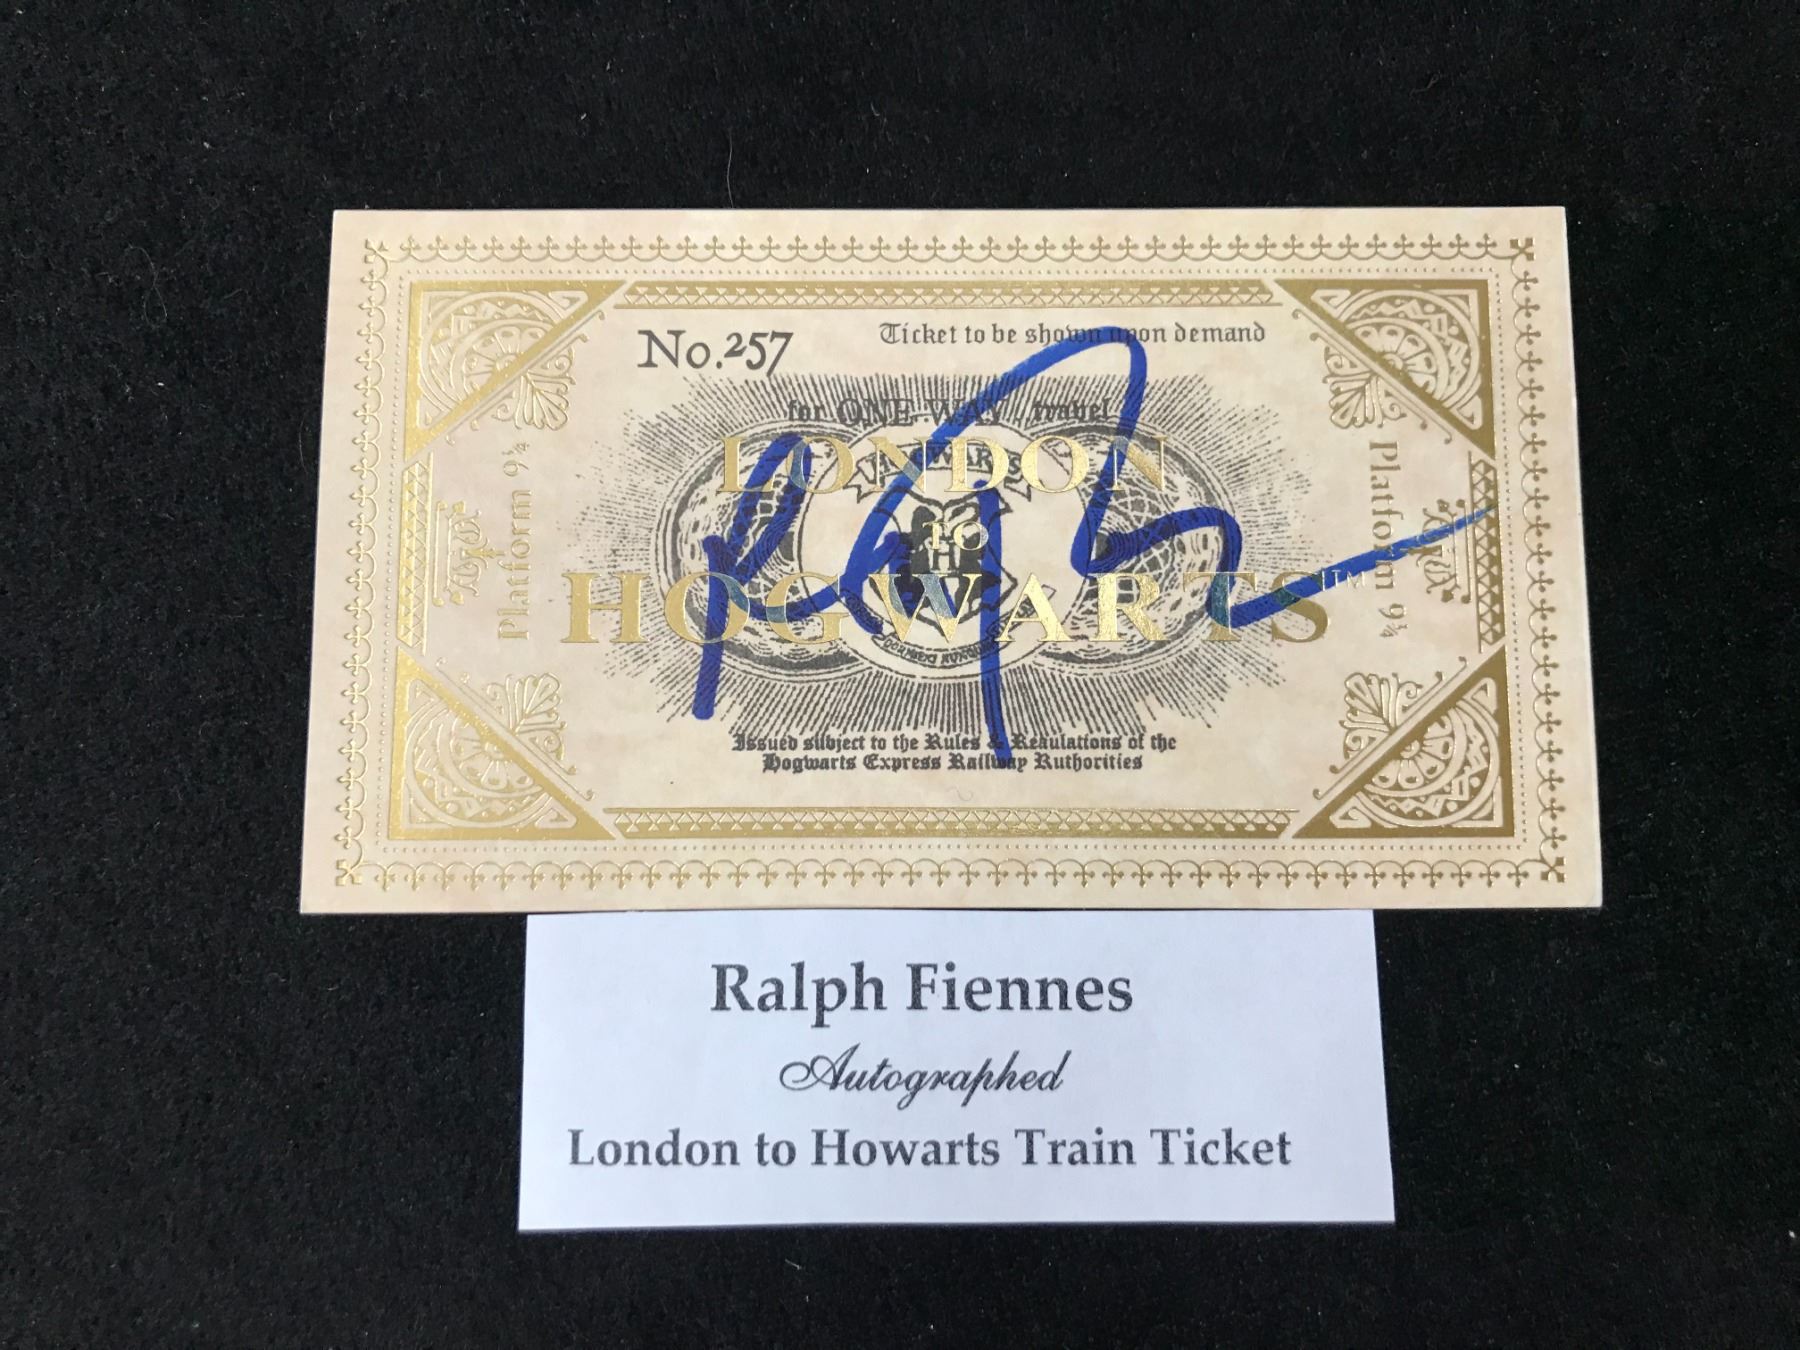 No.257
Ticket to be shown upon demand
for ONE WAY travel
LONDON
HOGWARTS
TO
H
HOGWARTS™
Platform 9¾
Platform 9¾
Issued subject to the Rules & Regulations of the
Hogwarts Express Railway Authorities
Ralph Fiennes
Autographed
London to Howarts Train Ticket